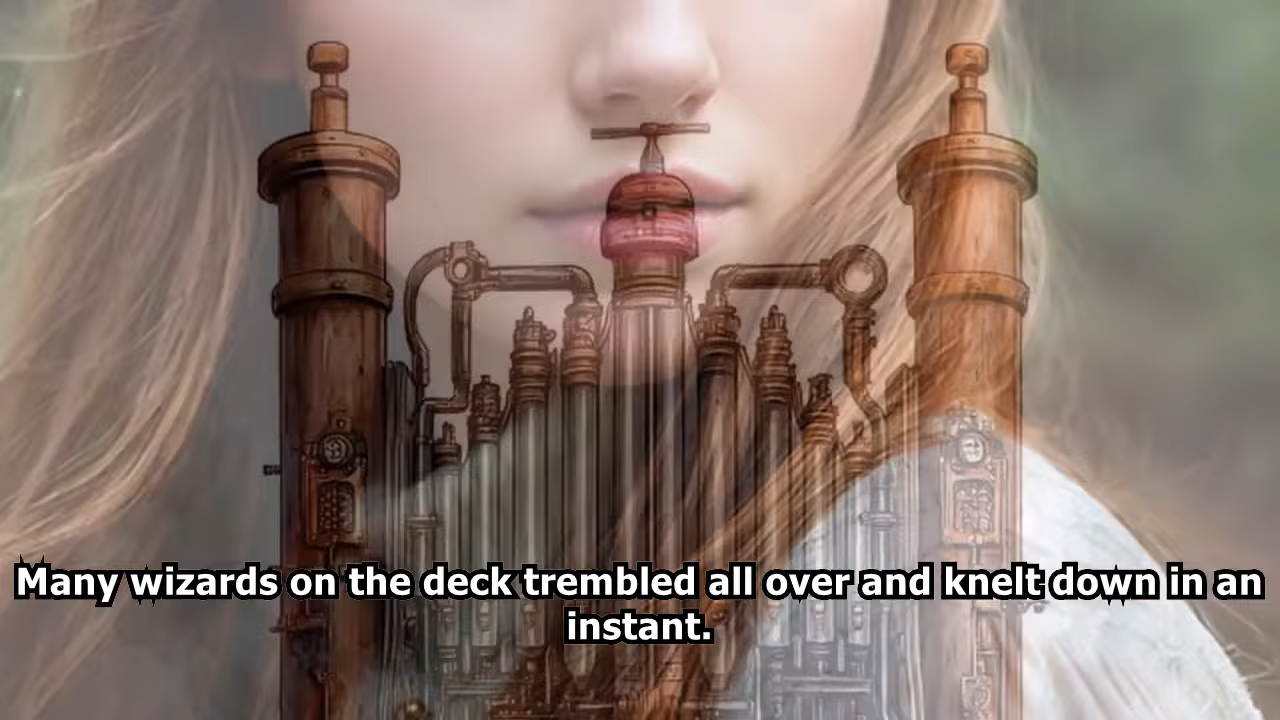 Many wizards on the deck trembled all over and knelt down in an
instant.